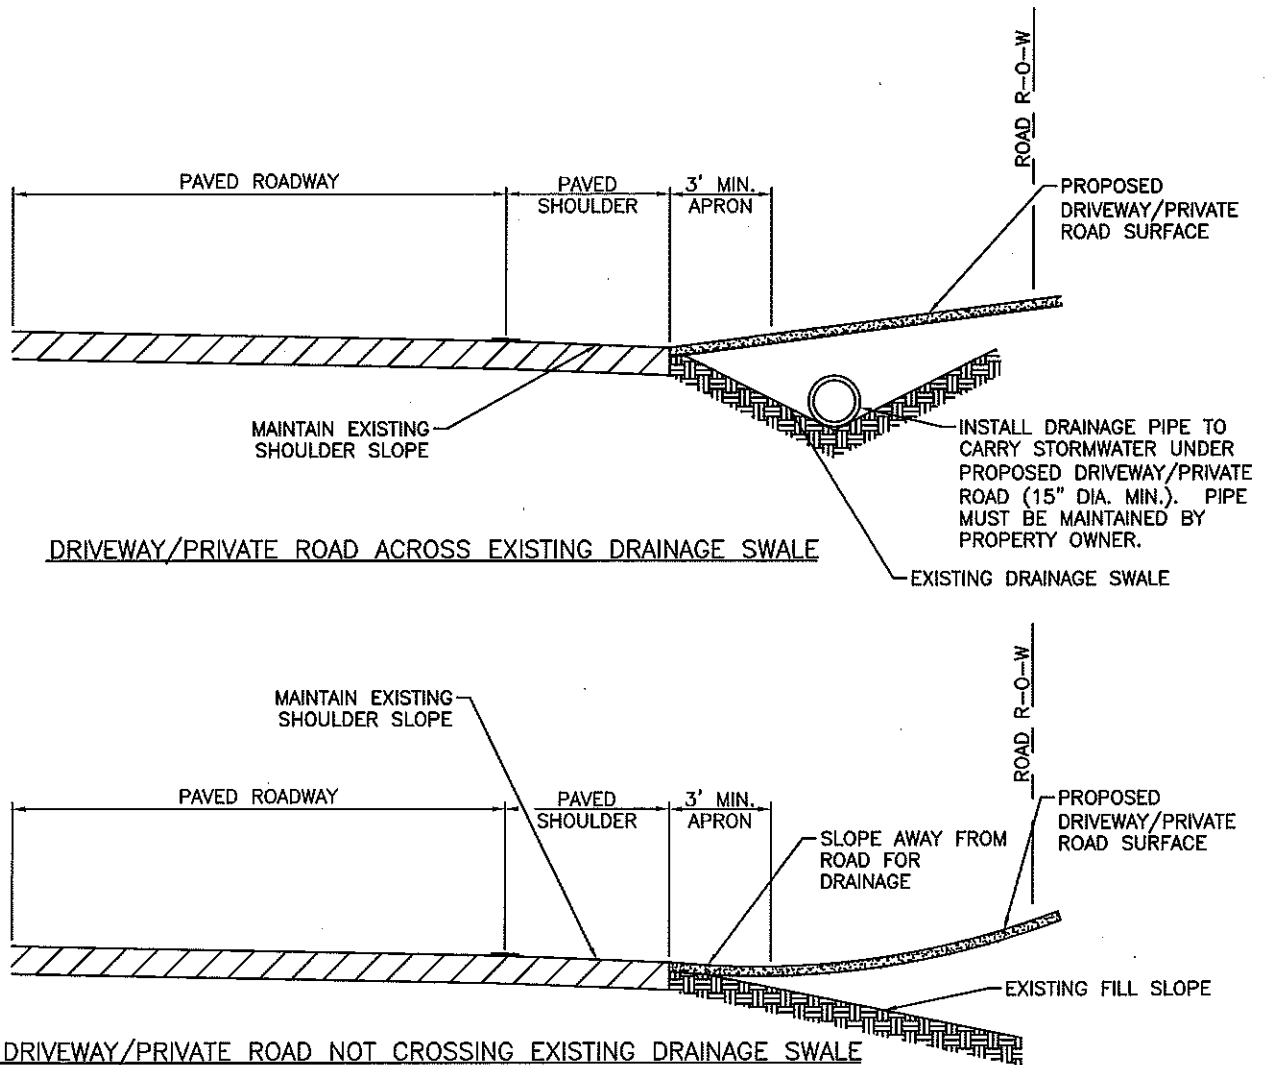 ROAD R-O-W
PAVED ROADWAY
PAVED
SHOULDER
3' MIN.
APRON
PROPOSED
DRIVEWAY/PRIVATE
ROAD SURFACE
MAINTAIN EXISTING
SHOULDER SLOPE
INSTALL DRAINAGE PIPE TO
CARRY STORMWATER UNDER
PROPOSED DRIVEWAY/PRIVATE
ROAD (15" DIA. MIN.). PIPE
MUST BE MAINTAINED BY
PROPERTY OWNER.
DRIVEWAY/PRIVATE ROAD ACROSS EXISTING DRAINAGE SWALE
EXISTING DRAINAGE SWALE
ROAD R-O-W
MAINTAIN EXISTING
SHOULDER SLOPE
PAVED ROADWAY
PAVED
SHOULDER
3' MIN.
APRON
PROPOSED
DRIVEWAY/PRIVATE
ROAD SURFACE
SLOPE AWAY FROM
ROAD FOR
DRAINAGE
EXISTING FILL SLOPE
DRIVEWAY/PRIVATE ROAD NOT CROSSING EXISTING DRAINAGE SWALE